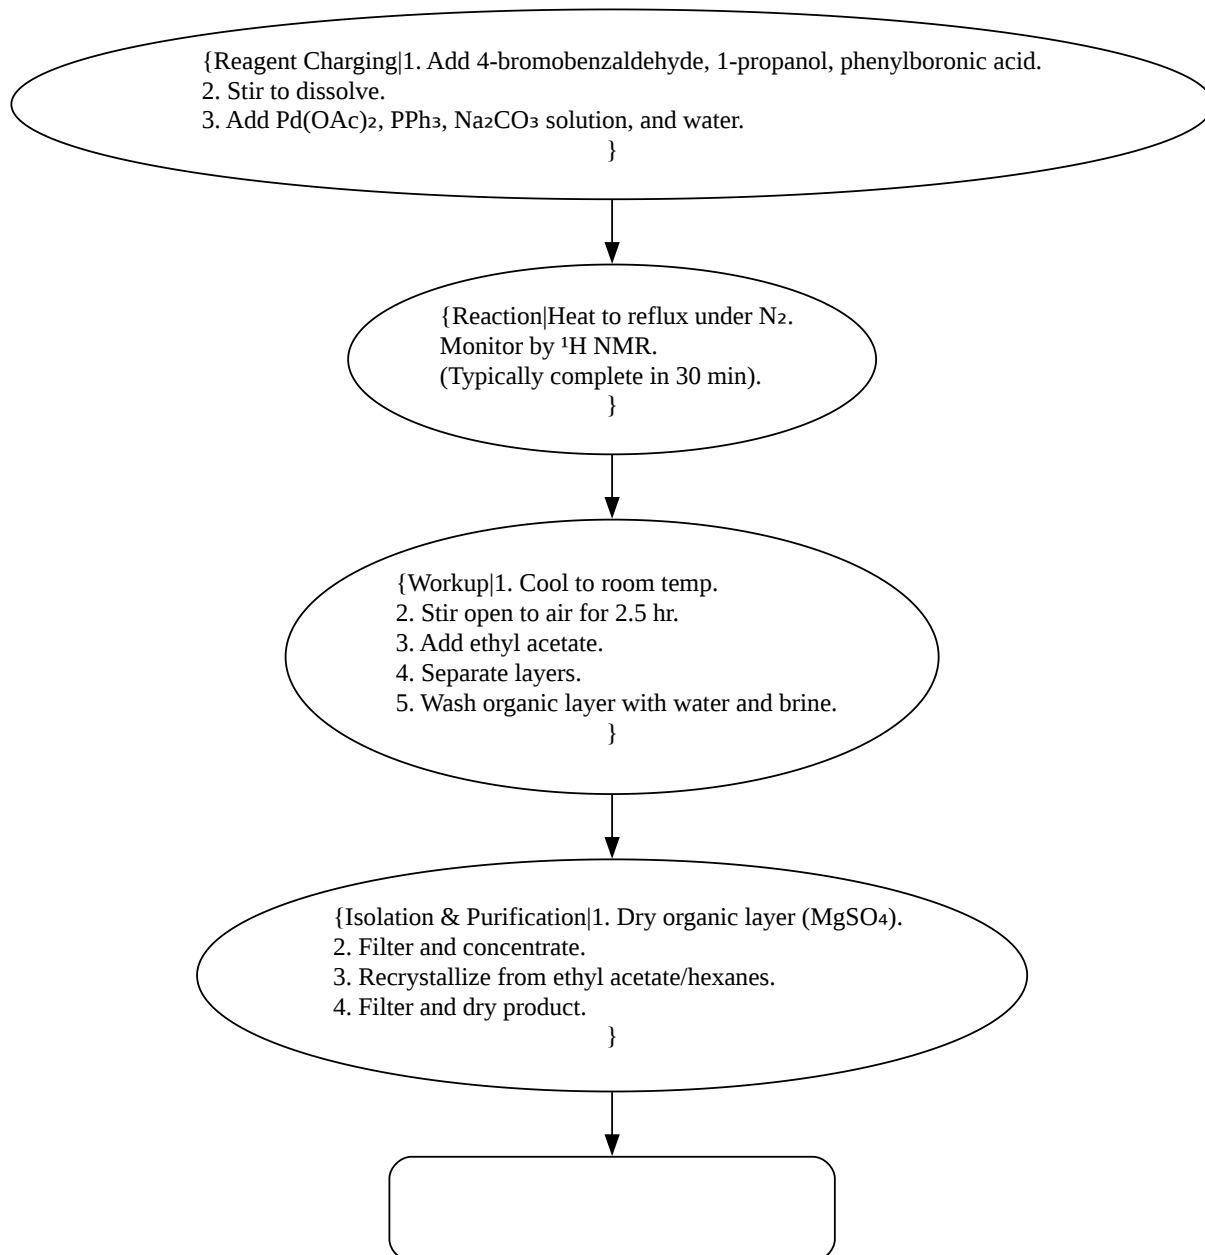 {Reagent Charging|1. Add 4-bromobenzaldehyde, 1-propanol, phenylboronic acid.
2. Stir to dissolve.
3. Add Pd(OAc)₂, PPh₃, Na₂CO₃ solution, and water.
}
{Reaction|Heat to reflux under N₂.
Monitor by ¹H NMR.
(Typically complete in 30 min).
}
{Workup|1. Cool to room temp.
2. Stir open to air for 2.5 hr.
3. Add ethyl acetate.
4. Separate layers.
5. Wash organic layer with water and brine.
}
{Isolation & Purification|1. Dry organic layer (MgSO₄).
2. Filter and concentrate.
3. Recrystallize from ethyl acetate/hexanes.
4. Filter and dry product.
}